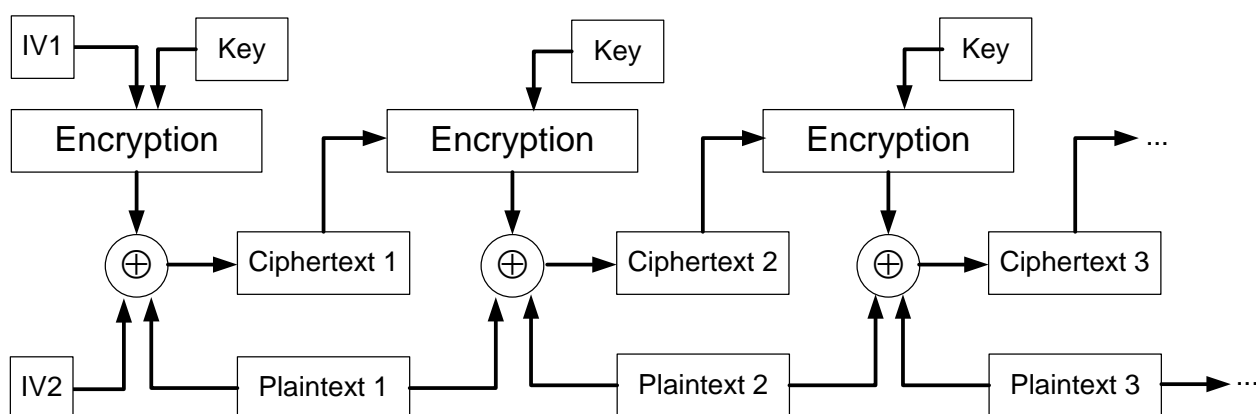 IV1
Key
Key
Key
Encryption
Encryption
Encryption
...
⊕
Ciphertext 1
⊕
Ciphertext 2
⊕
Ciphertext 3
IV2
Plaintext 1
Plaintext 2
Plaintext 3
...